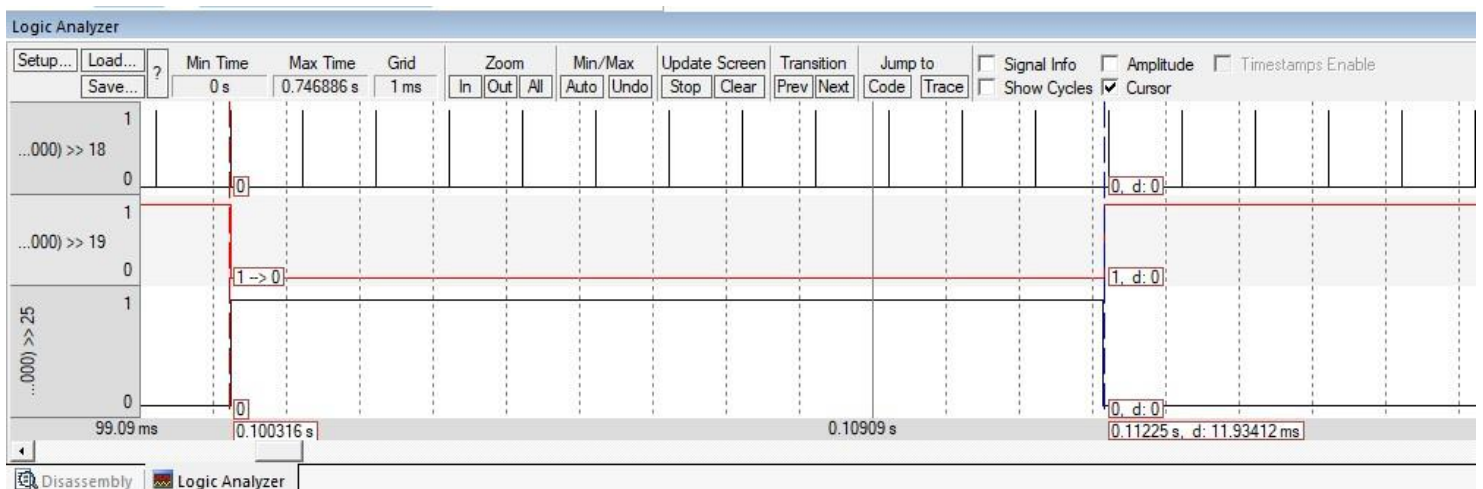 Logic Analyzer
Setup... Load... ? Min Time Max Time Grid Zoom Min/Max Update Screen Transition Jump to Signal Info Amplitude Timestamps Enable
Save... 0 s 0.746886 s 1 ms In Out All Auto Undo Stop Clear Prev Next Code Trace Show Cycles Cursor
1
...000) >> 18
0 0 0, d: 0
1
...000) >> 19
0 1 --> 0 1, d: 0
1
...000) >> 25
0 0 0, d: 0
99.09 ms 0.100316 s 0.10909 s 0.11225 s, d: 11.93412 ms
Disassembly Logic Analyzer